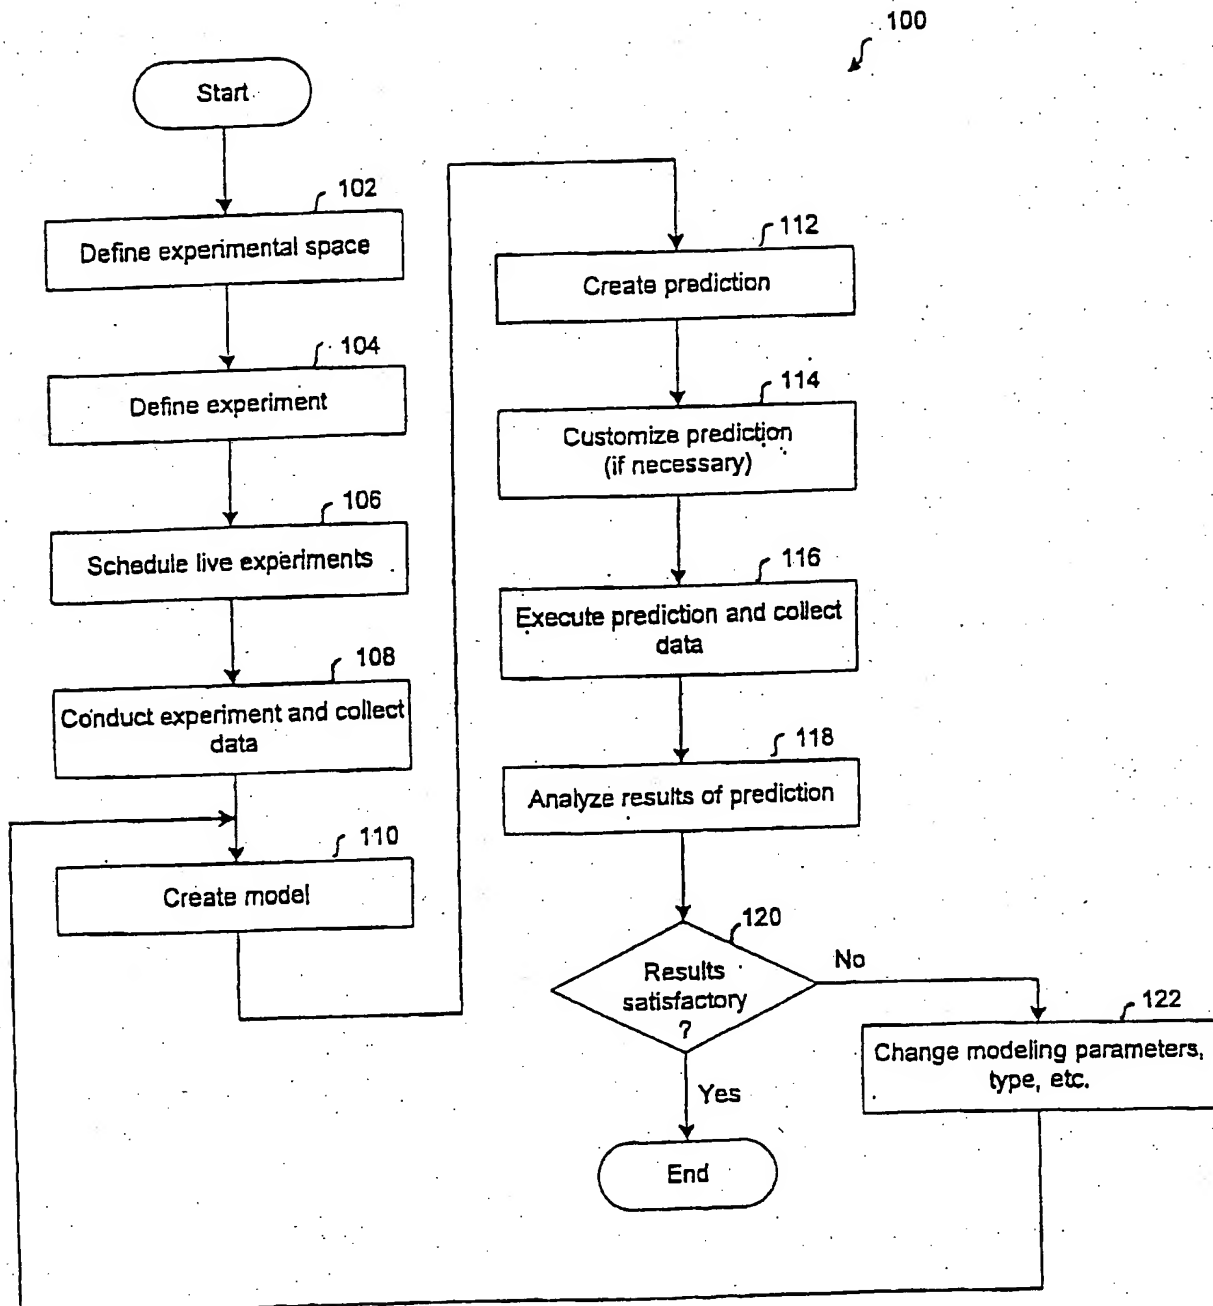 100
Start
102
Define experimental space
104
Define experiment
106
Schedule live experiments
108
Conduct experiment and collect
data
110
Create model
112
Create prediction
114
Customize prediction
(if necessary)
116
Execute prediction and collect
data
118
Analyze results of prediction
120
Results
satisfactory
?
No
Yes
122
Change modeling parameters,
type, etc.
End